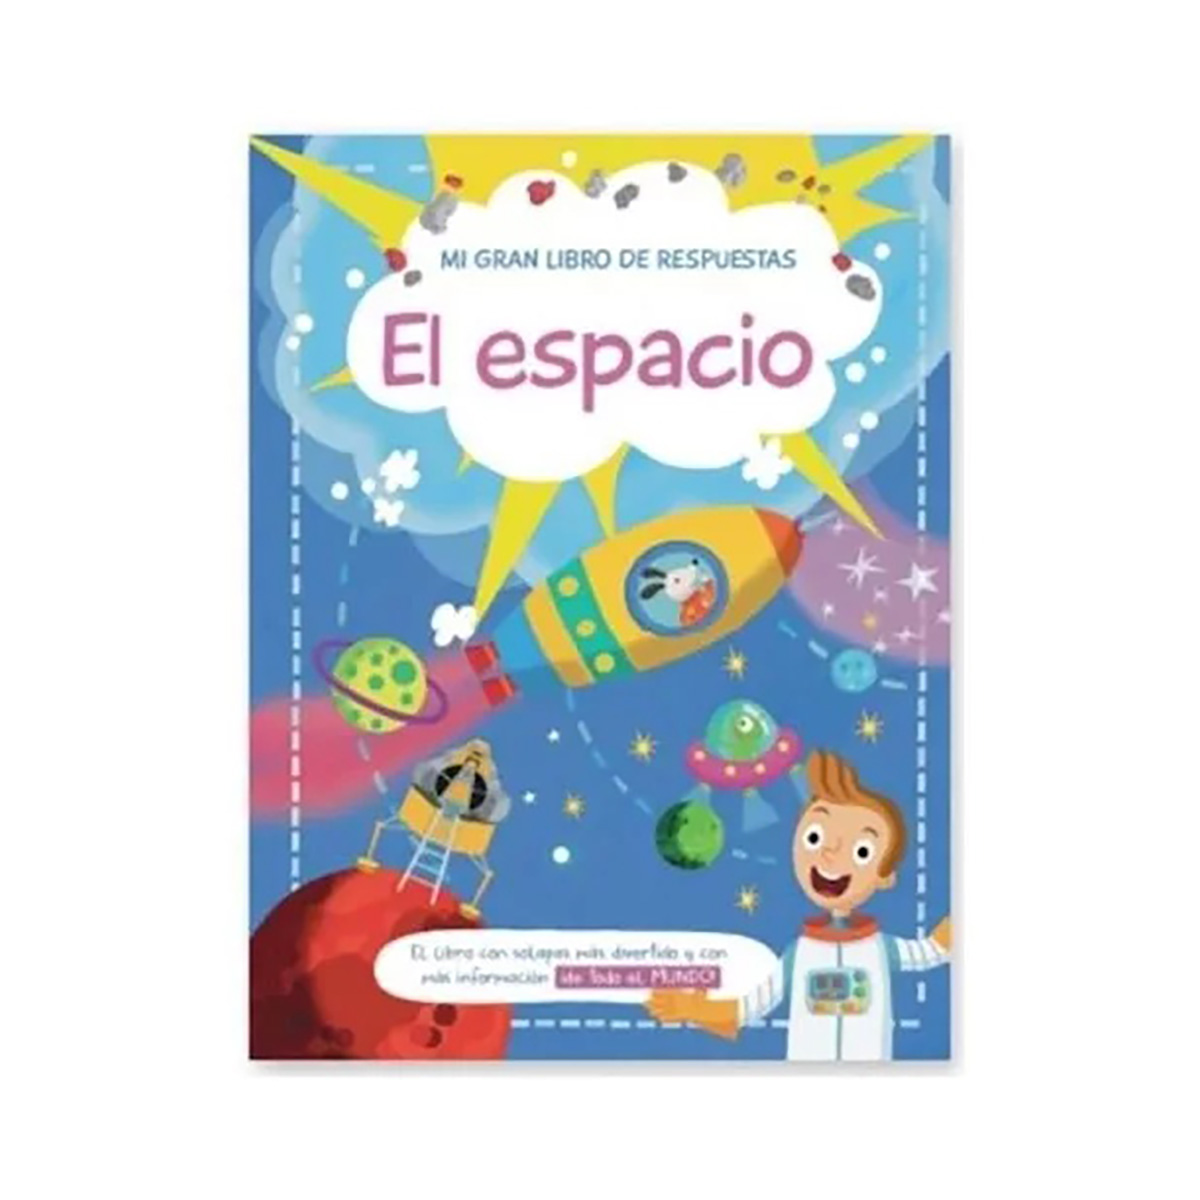 MI GRAN LIBRO DE RESPUESTAS
El espacio
El libro con solapas más divertido y con
más información ¡de todo el MUNDO!